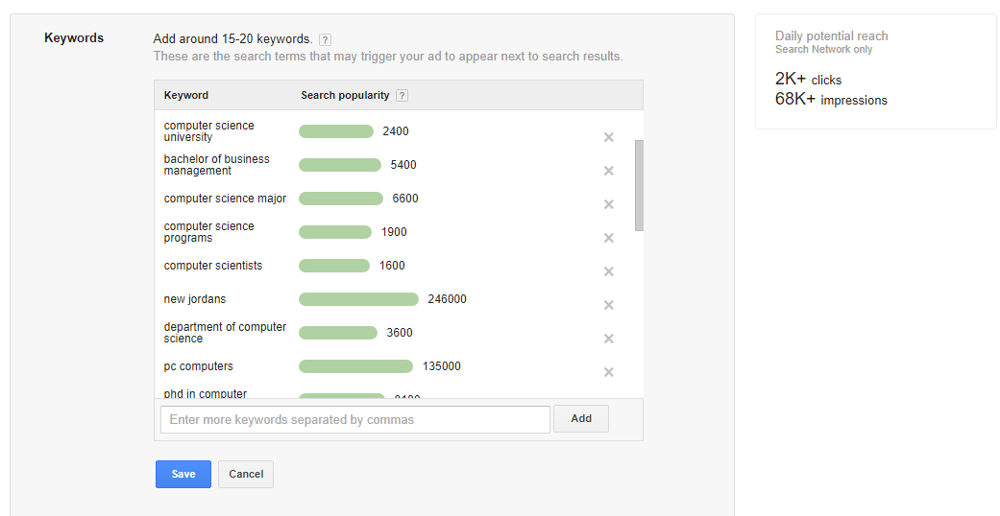 Keywords
Add around 15-20 keywords. ?
These are the search terms that may trigger your ad to appear next to search results.
Keyword Search popularity ?
computer science
university
2400
bachelor of business
management
5400
computer science major 6600
computer science
programs
1900
computer scientists 1600
new jordans 246000
department of computer
science
3600
pc computers 135000
phd in computer
Enter more keywords separated by commas Add
Save Cancel
Daily potential reach
Search Network only
2K+ clicks
68K+ impressions